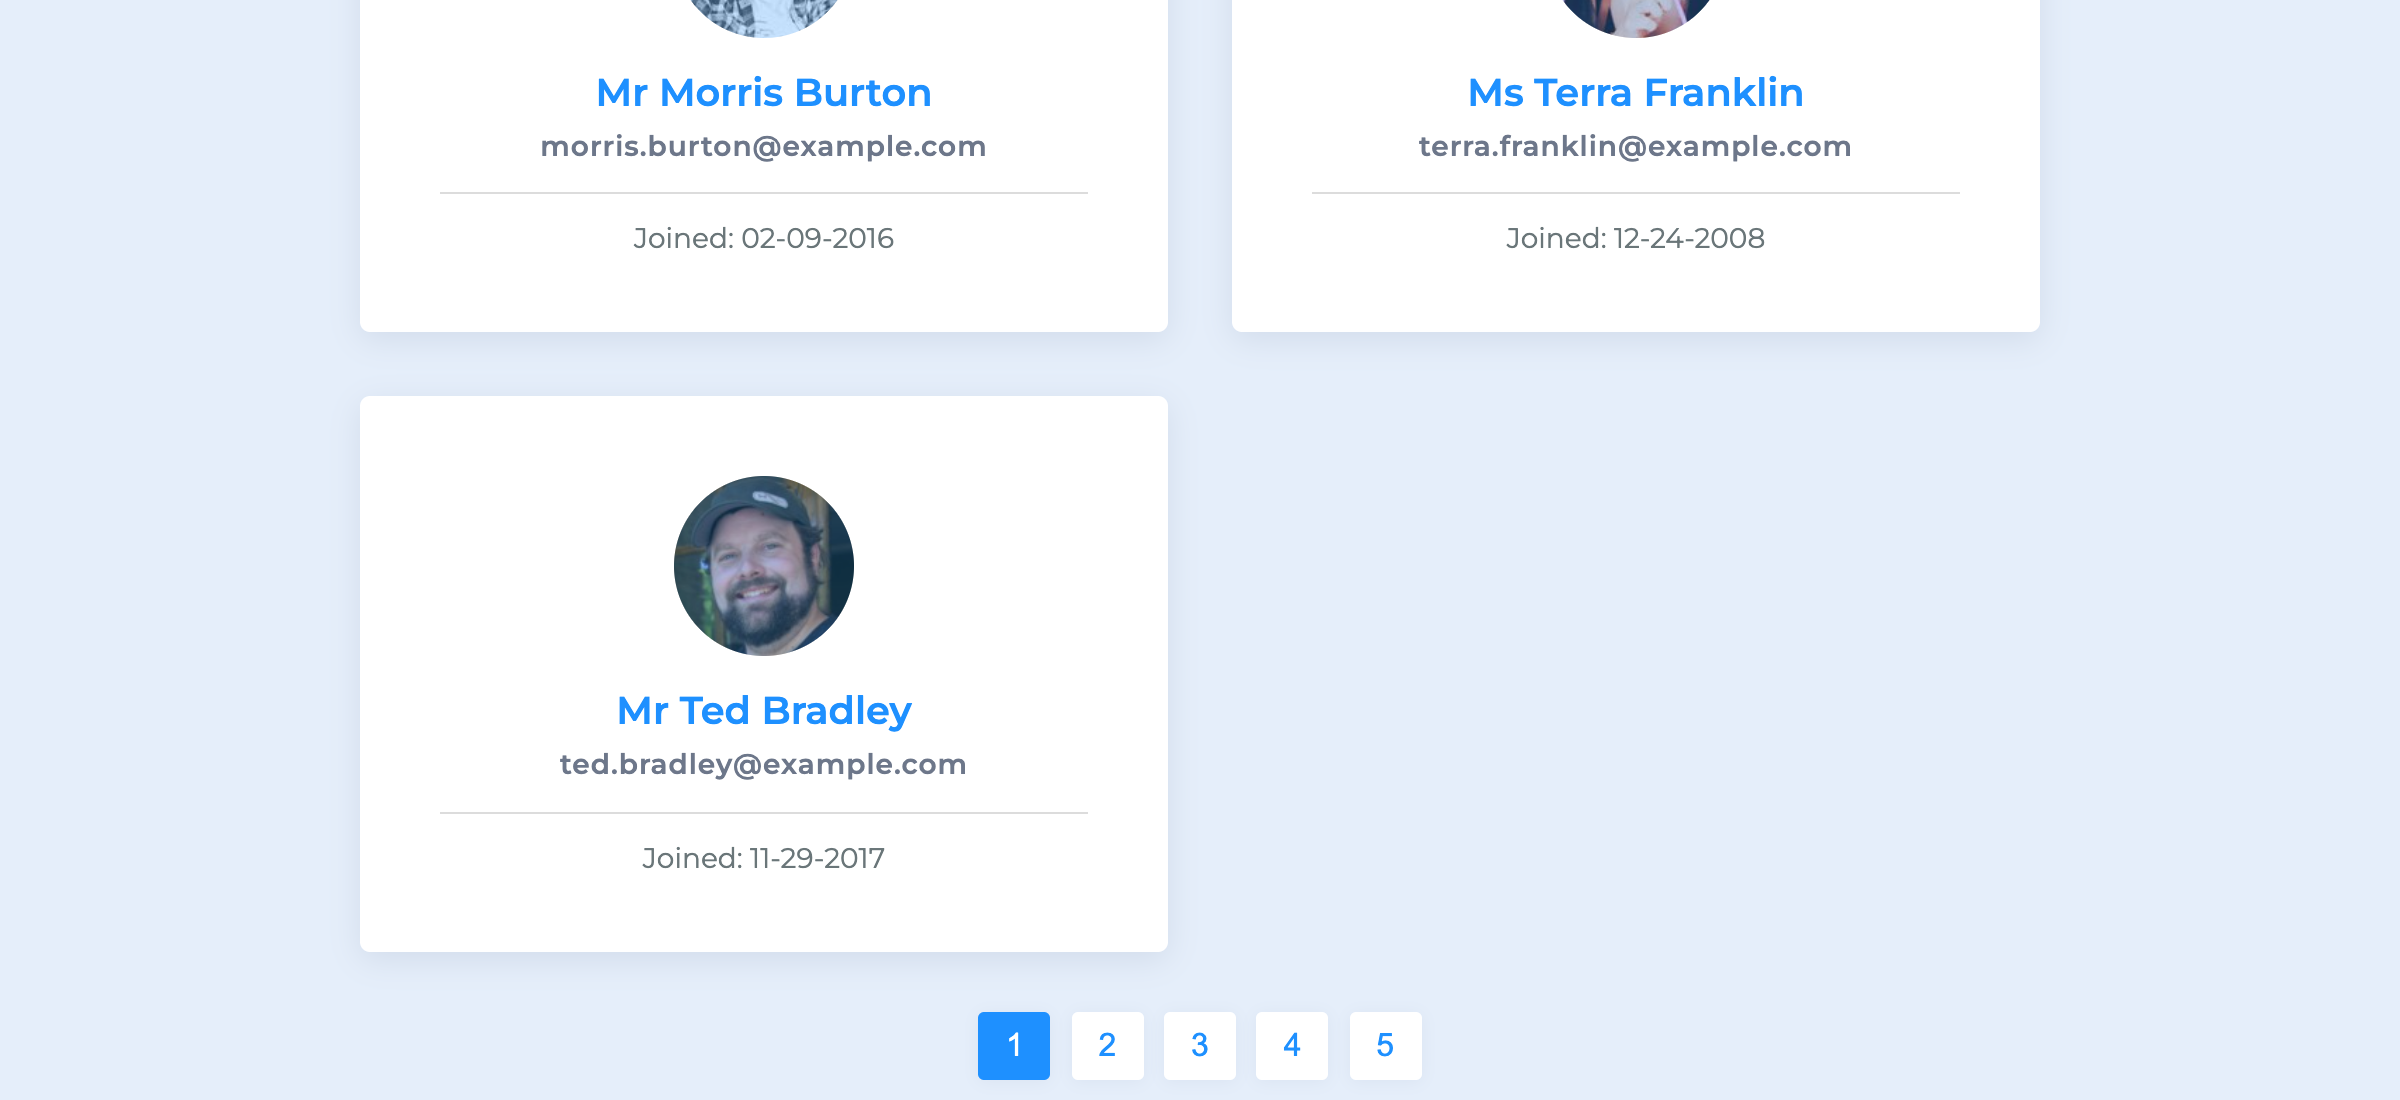 Mr Morris Burton
morris.burton@example.com
Joined: 02-09-2016
Ms Terra Franklin
terra.franklin@example.com
Joined: 12-24-2008
Mr Ted Bradley
ted.bradley@example.com
Joined: 11-29-2017
1 2 3 4 5